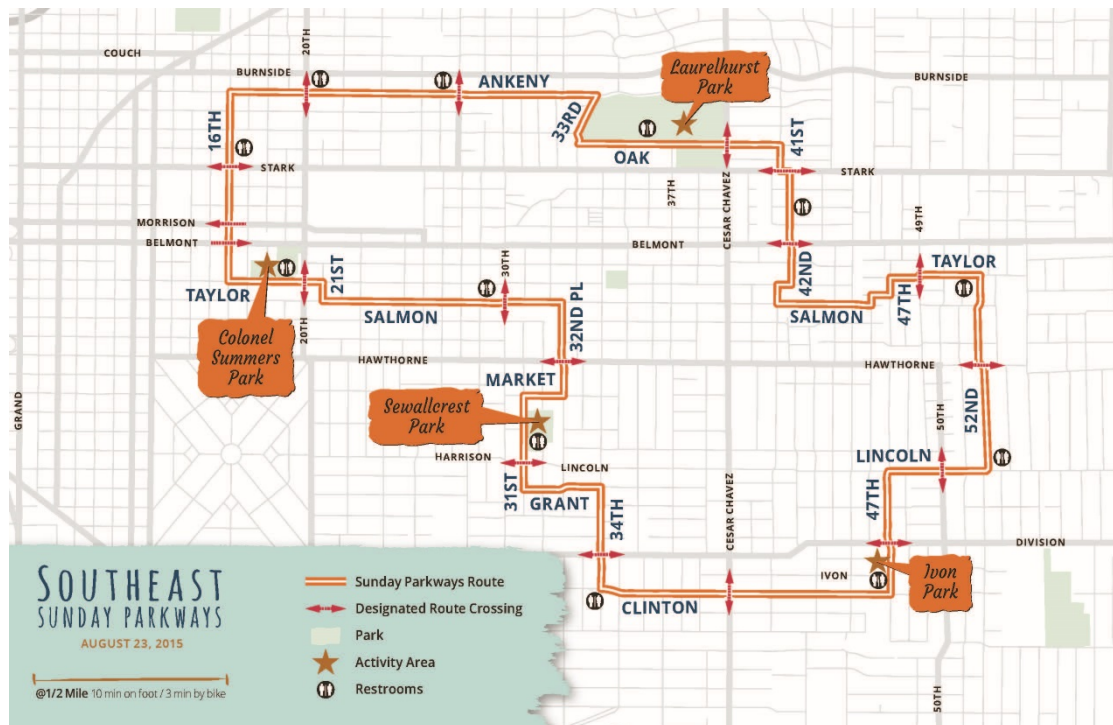 COUCH
20TH
BURNSIDE
ANKENY
Laurelhurst
Park
BURNSIDE
16TH
33RD
41ST
OAK
STARK
STARK
37TH
CESAR CHAVEZ
49TH
MORRISON
BELMONT
BELMONT
21ST
30TH
42ND
TAYLOR
TAYLOR
47TH
SALMON
SALMON
32ND PL
Colonel
Summers
Park
20TH
HAWTHORNE
HAWTHORNE
MARKET
GRAND
Sewallcrest
Park
52ND
50TH
HARRISON
LINCOLN
LINCOLN
31ST
GRANT
34TH
CESAR CHAVEZ
47TH
DIVISION
IVON
Ivon
Park
CLINTON
50TH
SOUTHEAST
SUNDAY PARKWAYS
AUGUST 23, 2015
@1/2 Mile 10 min on foot / 3 min by bike
Sunday Parkways Route
Designated Route Crossing
Park
Activity Area
Restrooms